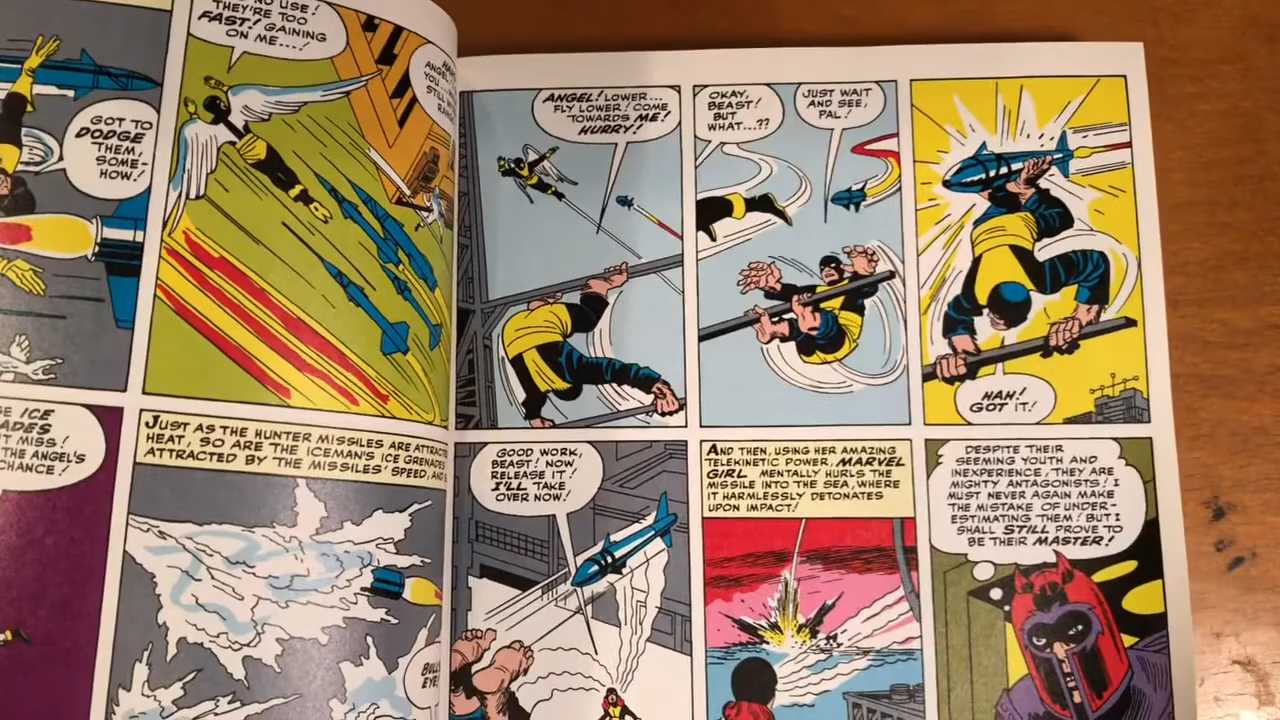 NO USE!
THEY'RE TOO
FAST! GAINING
ON ME....!
GOT TO
DODGE
THEM,
SOME-
HOW!
ICE
MISS!
THE ANGEL'S
CHANCE!
JUST AS THE HUNTER MISSILES ARE
HEAT, SO ARE THE ICEMAN'S ICE GRENADES
ATTRACTED BY THE MISSILES' SPEED, AND
ANGEL! LOWER...
FLY LOWER! COME
TOWARDS ME!
HURRY!
OKAY,
BEAST!
BUT
WHAT...??
JUST WAIT
AND SEE,
PAL!
HAH!
GOT IT!
GOOD WORK,
BEAST! NOW
RELEASE IT!
I'LL TAKE
OVER NOW!
AND THEN, USING HER AMAZING
TELEKINETIC POWER, MARVEL
GIRL MENTALLY HURLS THE
MISSILE INTO THE SEA, WHERE
IT HARMLESSLY DETONATES
UPON IMPACT!
DESPITE THEIR
SEEMING YOUTH AND
INEXPERIENCE, THEY ARE
MIGHTY ANTAGONISTS! I
MUST NEVER AGAIN MAKE
THE MISTAKE OF UNDER-
ESTIMATING THEM! BUT I
SHALL STILL PROVE TO
BE THEIR MASTER!